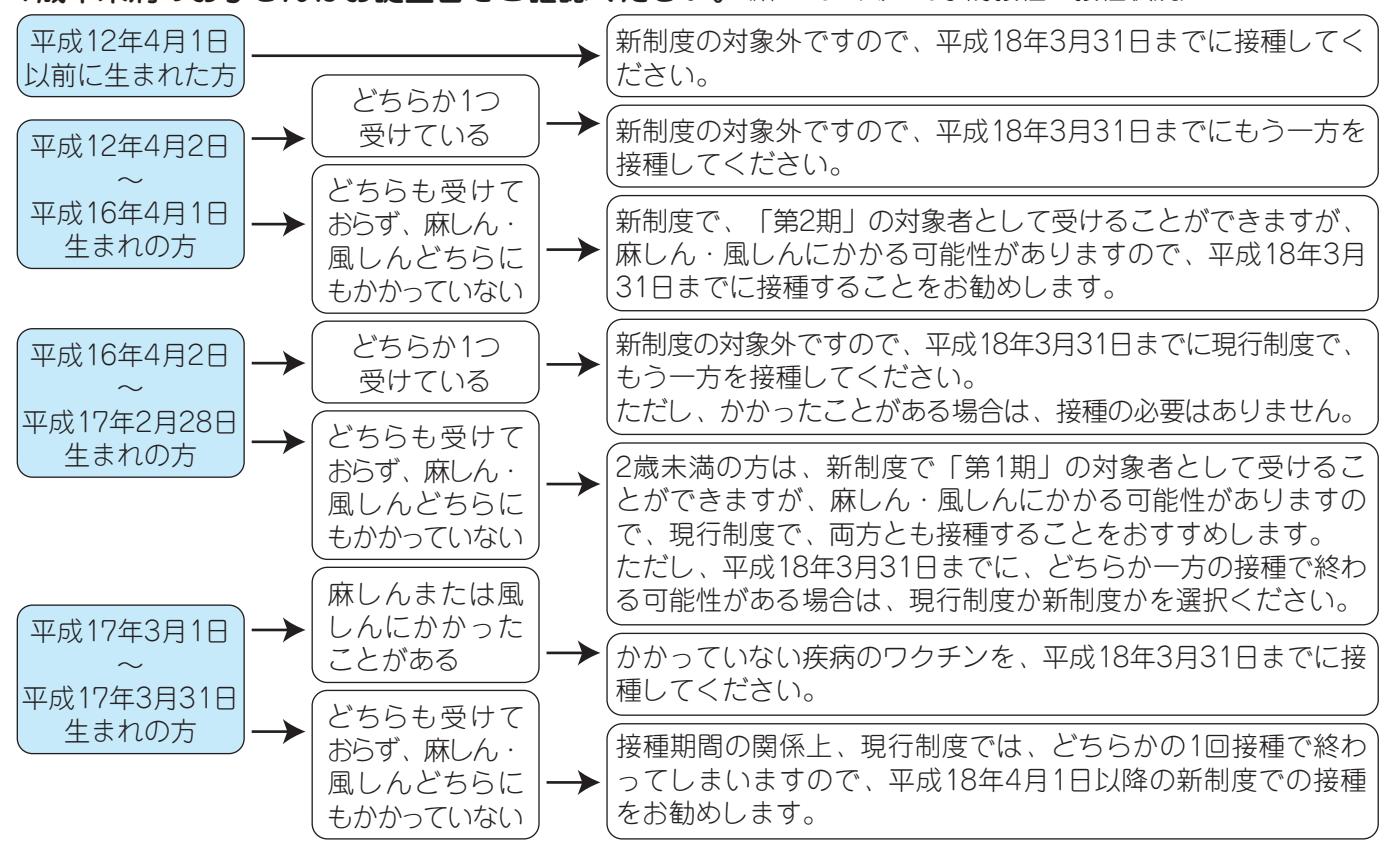 平成12年4月1日
以前に生まれた方
新制度の対象外ですので、平成18年3月31日までに接種してく
ださい。
平成12年4月2日
～
平成16年4月1日
生まれの方
どちらか1つ
受けている
新制度の対象外ですので、平成18年3月31日までにもう一方を
接種してください。
どちらも受けて
おらず、麻しん・
風しんどちらに
もかかっていない
新制度で、「第2期」の対象者として受けることができますが、
麻しん・風しんにかかる可能性がありますので、平成18年3月
31日までに接種することをお勧めします。
平成16年4月2日
～
平成17年2月28日
生まれの方
どちらか1つ
受けている
新制度の対象外ですので、平成18年3月31日までに現行制度で、
もう一方を接種してください。
ただし、かかったことがある場合は、接種の必要はありません。
どちらも受けて
おらず、麻しん・
風しんどちらに
もかかっていない
2歳未満の方は、新制度で「第1期」の対象者として受けるこ
とができますが、麻しん・風しんにかかる可能性がありますの
で、現行制度で、両方とも接種することをおすすめします。
ただし、平成18年3月31日までに、どちらか一方の接種で終わ
る可能性がある場合は、現行制度か新制度かを選択ください。
平成17年3月1日
～
平成17年3月31日
生まれの方
麻しんまたは風
しんにかかった
ことがある
かかっていない疾病のワクチンを、平成18年3月31日までに接
種してください。
どちらも受けて
おらず、麻しん・
風しんどちらに
もかかっていない
接種期間の関係上、現行制度では、どちらかの1回接種で終わ
ってしまいますので、平成18年4月1日以降の新制度での接種
をお勧めします。